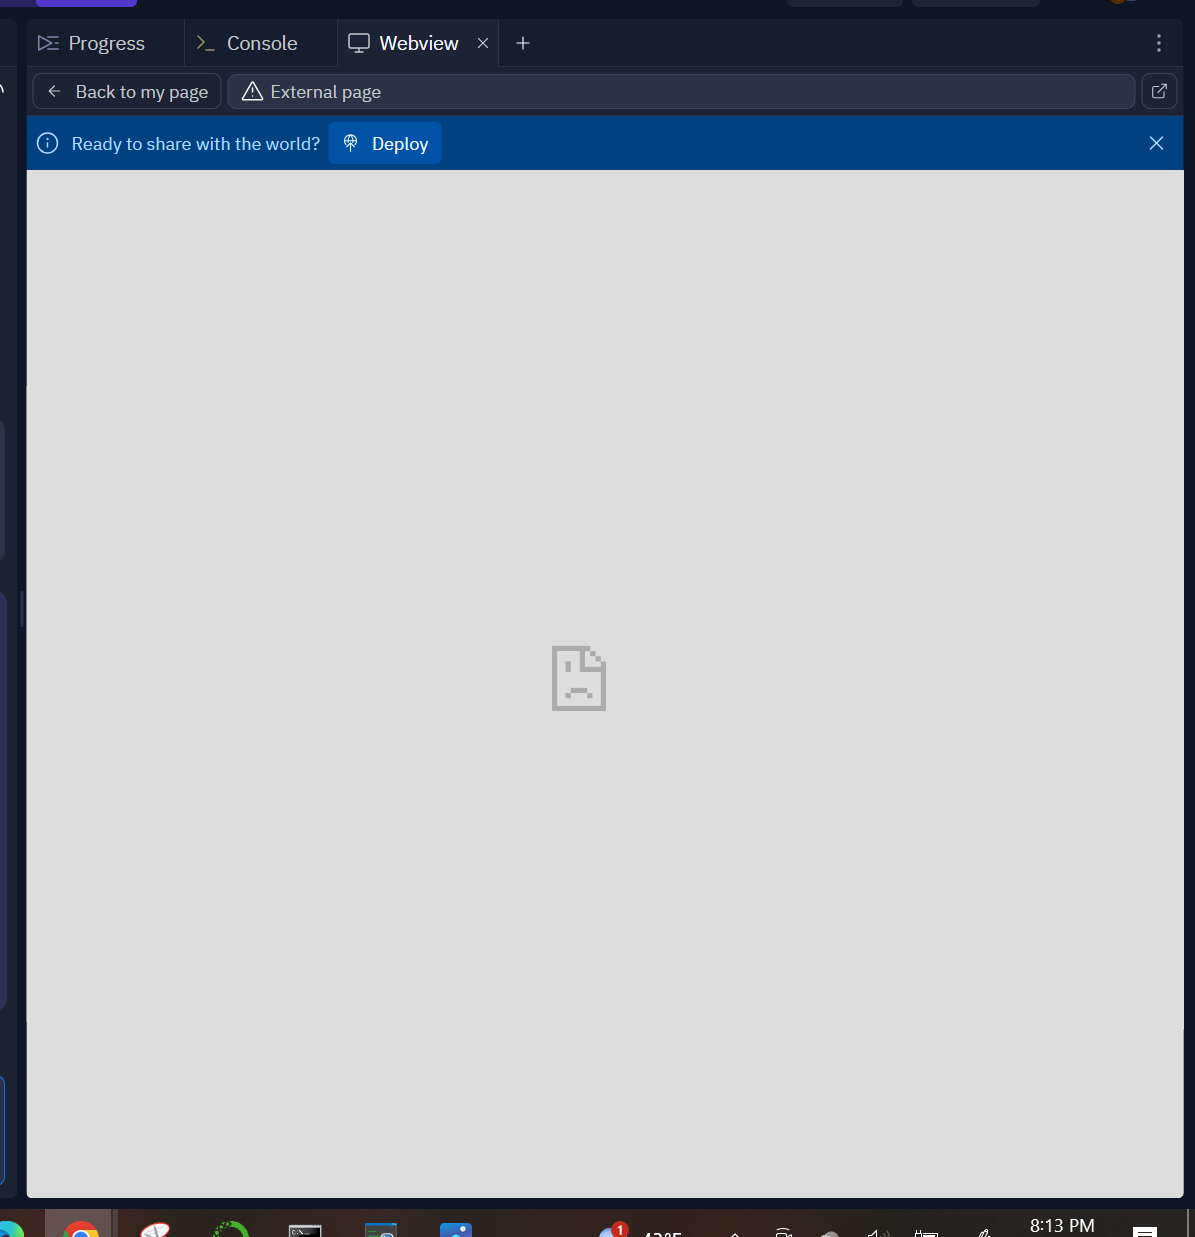 Progress
Console
Webview
Back to my page
External page
Ready to share with the world?
Deploy
1
8:13 PM